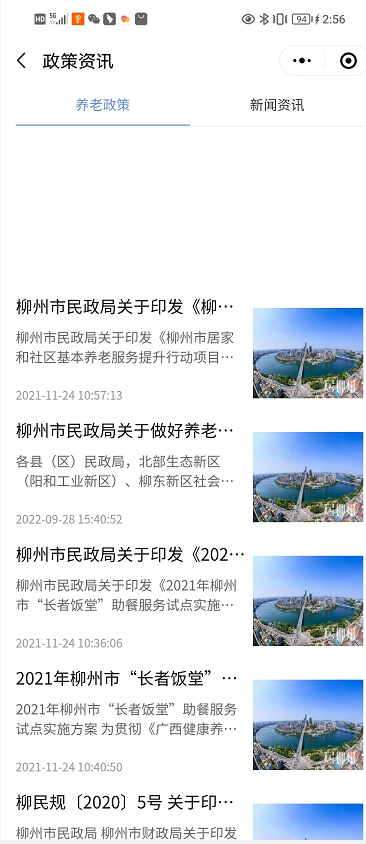 HD 5G 94 2:56
政策资讯
养老政策 新闻资讯
柳州市民政局关于印发《柳…
柳州市民政局关于印发《柳州市居家
和社区基本养老服务提升行动项目…
2021-11-24 10:57:13
柳州市民政局关于做好养老…
各县（区）民政局，北部生态新区
（阳和工业新区）、柳东新区社会…
2022-09-28 15:40:52
柳州市民政局关于印发《202…
柳州市民政局关于印发《2021年柳州
市“长者饭堂”助餐服务试点实施…
2021-11-24 10:36:06
2021年柳州市“长者饭堂”…
2021年柳州市“长者饭堂”助餐服务
试点实施方案 为贯彻《广西健康养…
2021-11-24 10:40:50
柳民规〔2020〕5号 关于印…
柳州市民政局 柳州市财政局关于印发